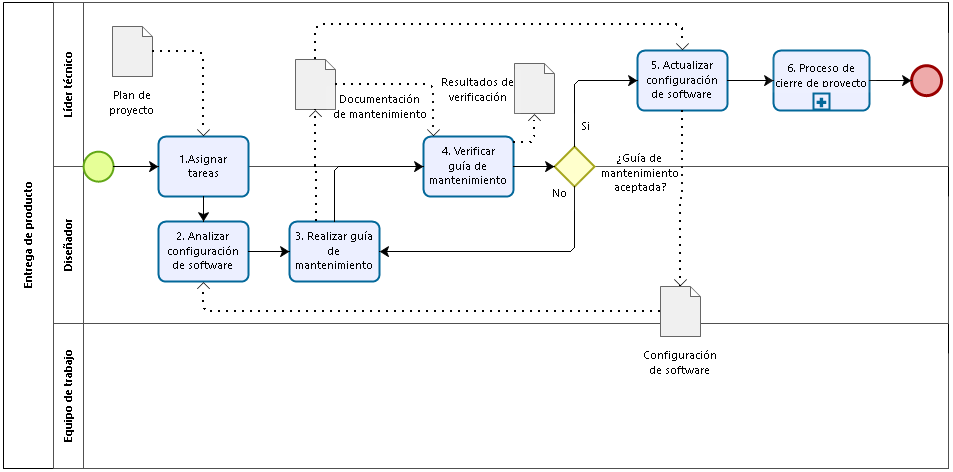 Entrega de producto
Líder técnico
Diseñador
Equipo de trabajo
Plan de
proyecto
Documentación
de mantenimiento
Resultados de
verificación
5. Actualizar
configuración
de software
6. Proceso de
cierre de proyecto
1.Asignar
tareas
4. Verificar
guía de
mantenimiento
Si
No
¿Guía de
mantenimiento
aceptada?
2. Analizar
configuración
de software
3. Realizar guía
de
mantenimiento
Configuración
de software